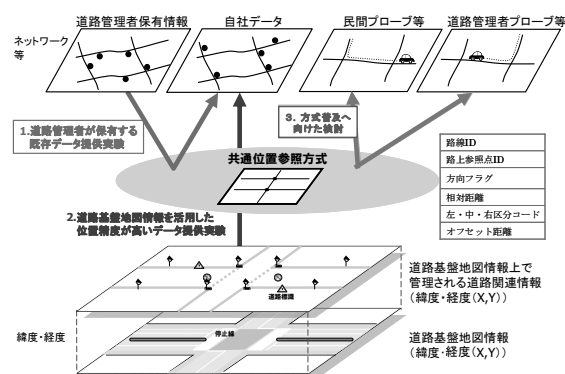 道路管理者保有情報
自社データ
民間プローブ等
道路管理者プローブ等
ネットワーク
等
1.道路管理者が保有する
既存データ提供実験
3. 方式普及へ
向けた検討
共通位置参照方式
路線ID
路上参照点ID
方向フラグ
相対距離
左・中・右区分コード
オフセット距離
2.道路基盤地図情報を活用した
位置精度が高いデータ提供実験
道路標識
道路基盤地図情報上で
管理される道路関連情報
(緯度・経度(X,Y))
緯度・経度
停止線
道路基盤地図情報
(緯度・経度(X,Y))